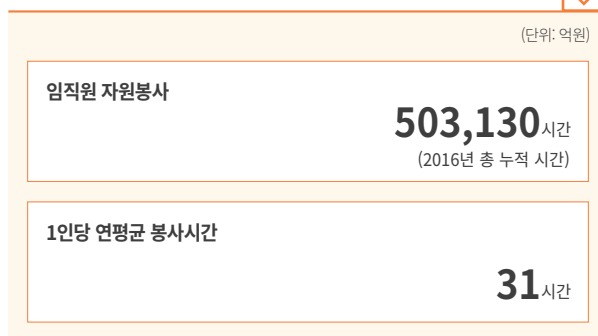 (단위: 억원)
임직원 자원봉사
503,130시간
(2016년 총 누적 시간)
1인당 연평균 봉사시간
31시간